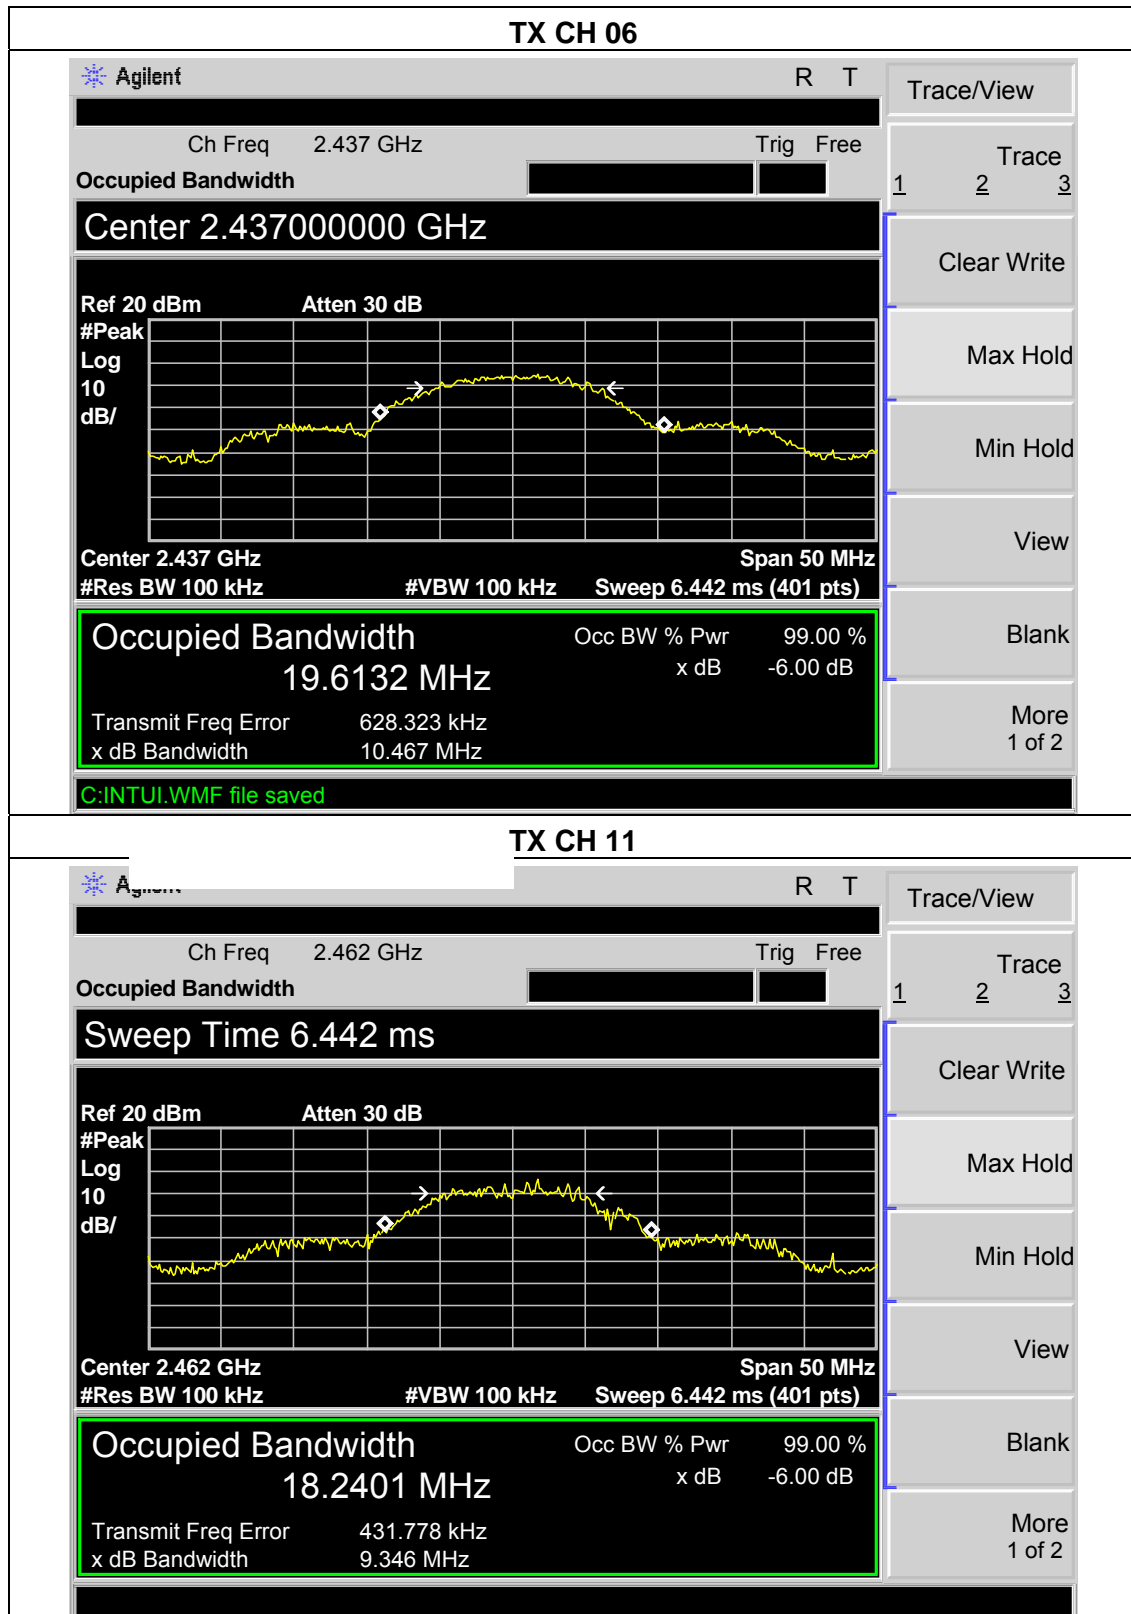 TX CH 06
Agilent R T
Trace/View
Ch Freq 2.437 GHz Trig Free
Occupied Bandwidth
Trace
1 2 3
Center 2.437000000 GHz
Clear Write
Ref 20 dBm Atten 30 dB
#Peak
Log
10
dB/
Max Hold
Min Hold
Center 2.437 GHz Span 50 MHz
#Res BW 100 kHz #VBW 100 kHz Sweep 6.442 ms (401 pts)
View
Occupied Bandwidth Occ BW % Pwr 99.00 %
19.6132 MHz x dB -6.00 dB
Blank
Transmit Freq Error 628.323 kHz
x dB Bandwidth 10.467 MHz
More
1 of 2
C:INTUI.WMF file saved
TX CH 11
R T
Trace/View
Ch Freq 2.462 GHz Trig Free
Occupied Bandwidth
Trace
1 2 3
Sweep Time 6.442 ms
Clear Write
Ref 20 dBm Atten 30 dB
#Peak
Log
10
dB/
Max Hold
Min Hold
Center 2.462 GHz Span 50 MHz
#Res BW 100 kHz #VBW 100 kHz Sweep 6.442 ms (401 pts)
View
Occupied Bandwidth Occ BW % Pwr 99.00 %
18.2401 MHz x dB -6.00 dB
Blank
Transmit Freq Error 431.778 kHz
x dB Bandwidth 9.346 MHz
More
1 of 2